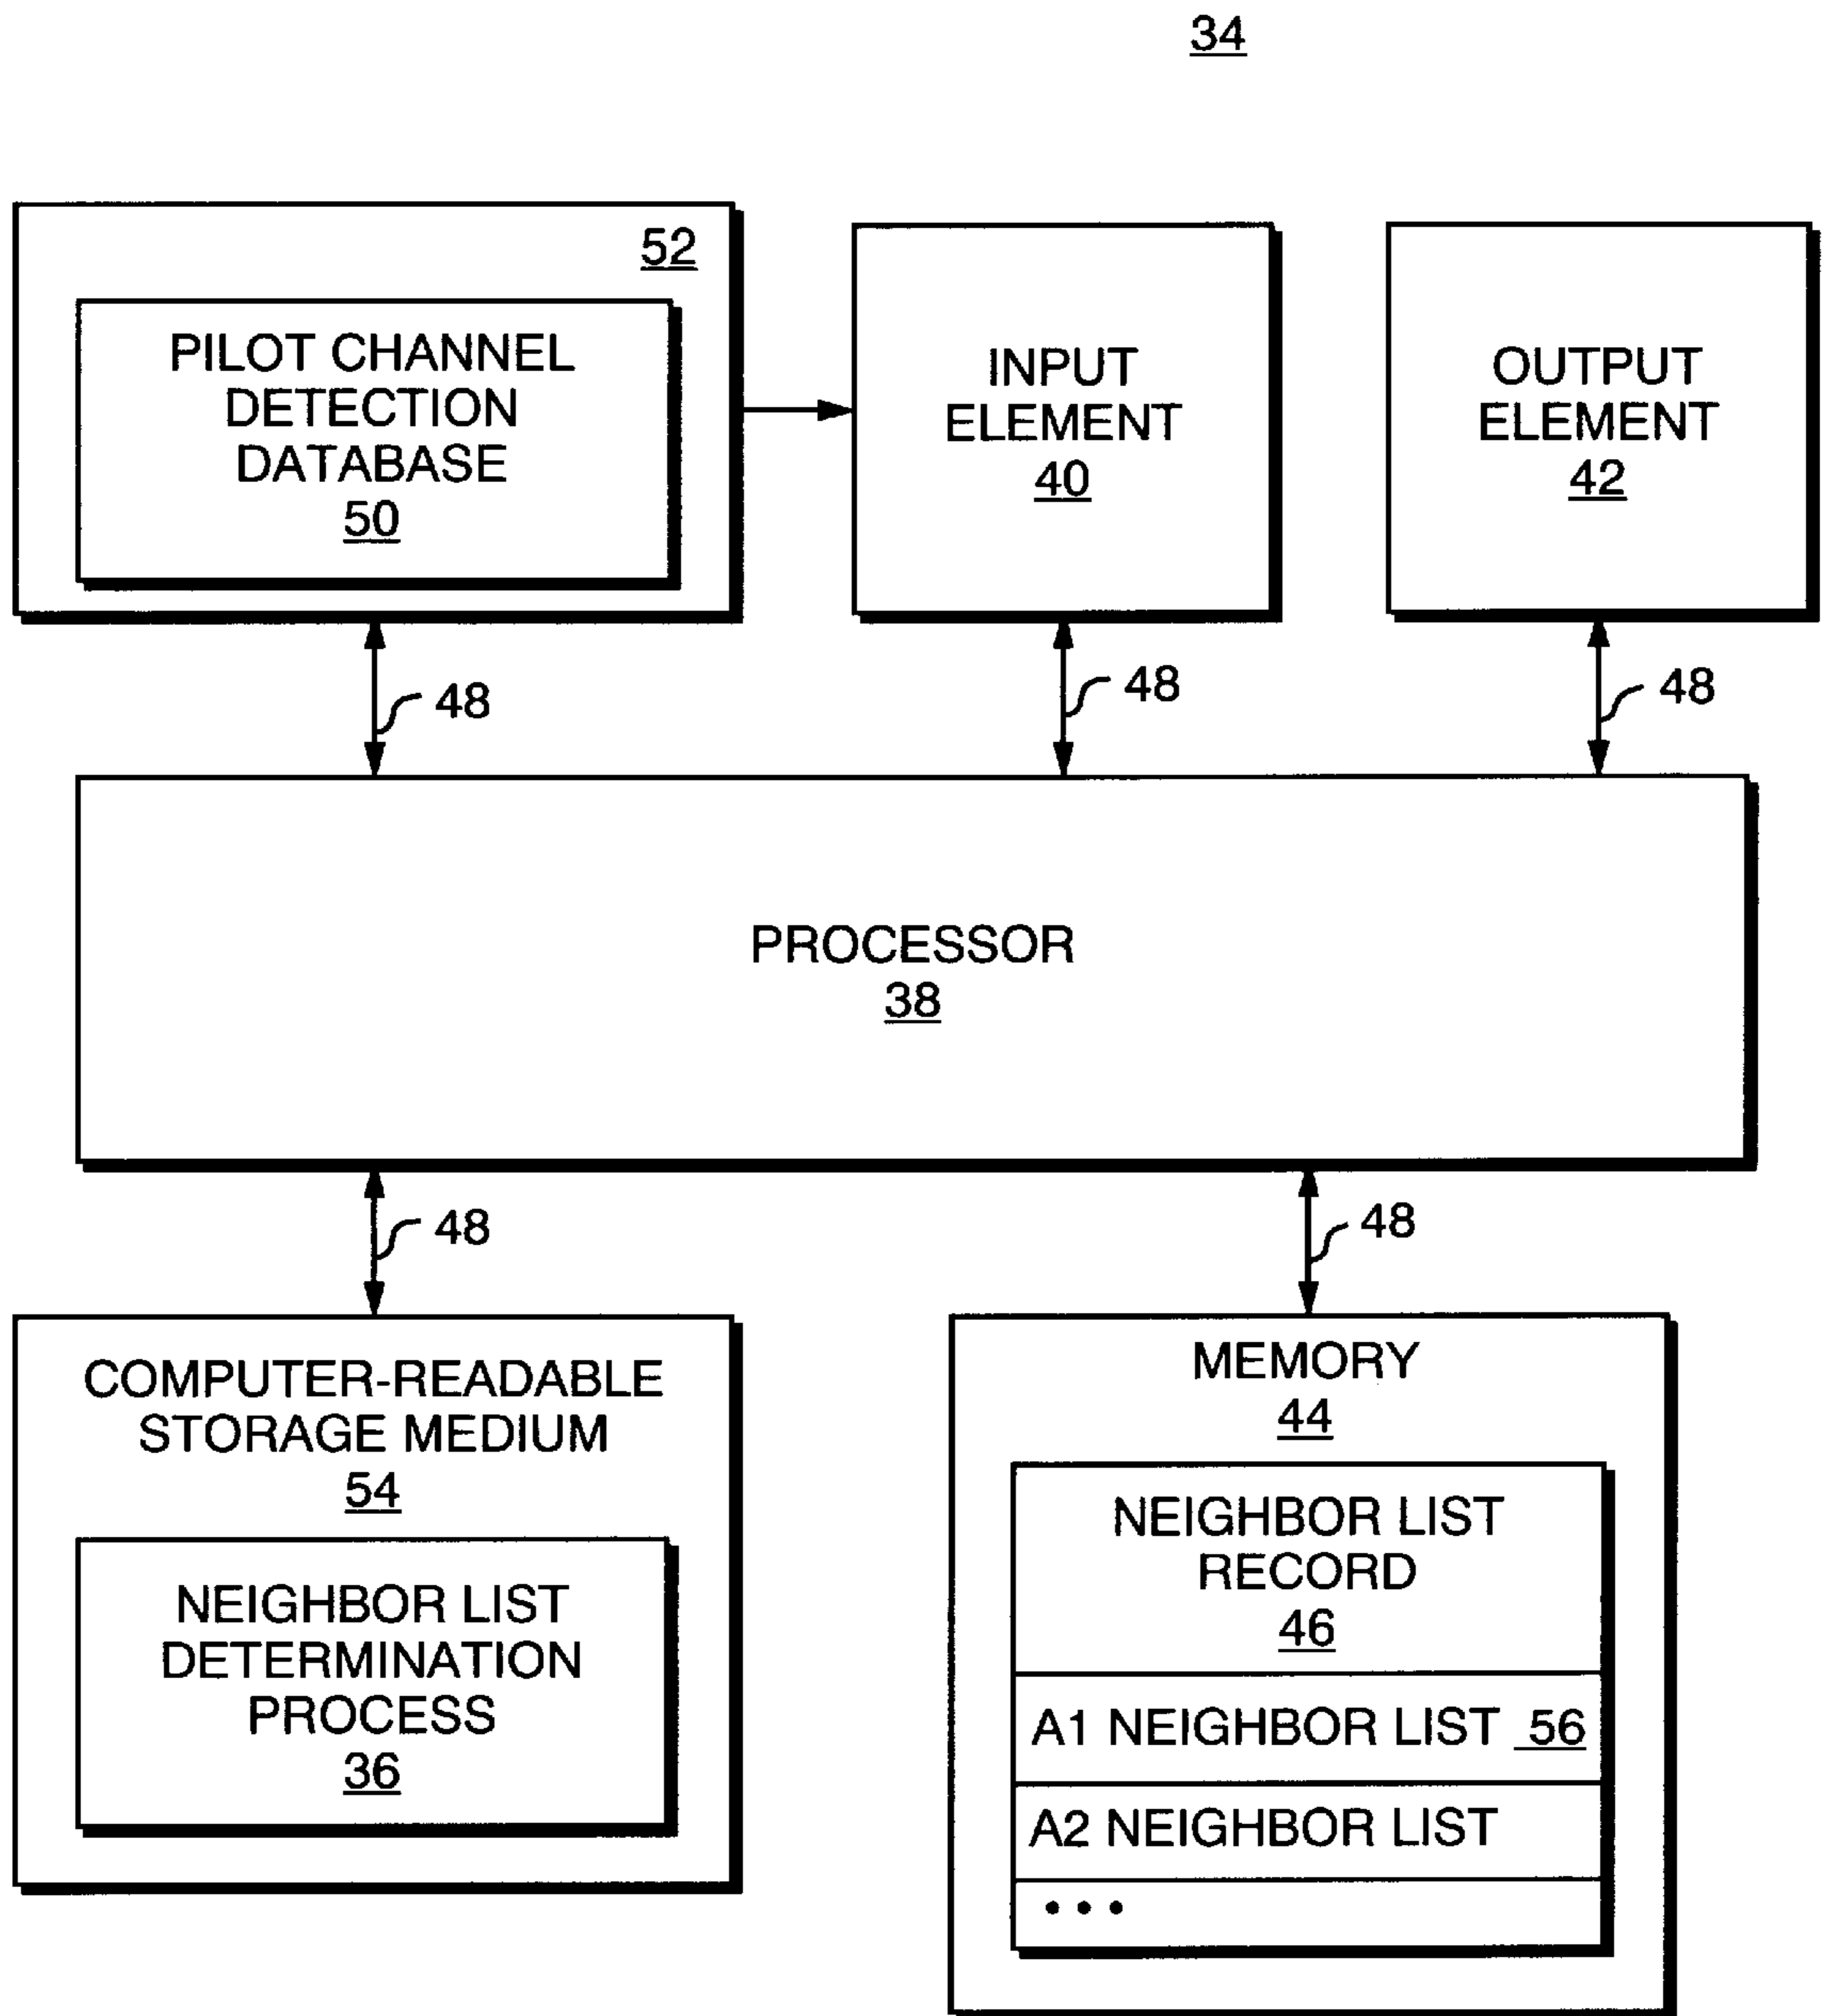 34
52
PILOT CHANNEL
DETECTION
DATABASE
50
INPUT
ELEMENT
40
OUTPUT
ELEMENT
42
48
48
48
PROCESSOR
38
48
48
COMPUTER-READABLE
STORAGE MEDIUM
54
NEIGHBOR LIST
DETERMINATION
PROCESS
36
MEMORY
44
NEIGHBOR LIST
RECORD
46
A1 NEIGHBOR LIST 56
A2 NEIGHBOR LIST
• • •